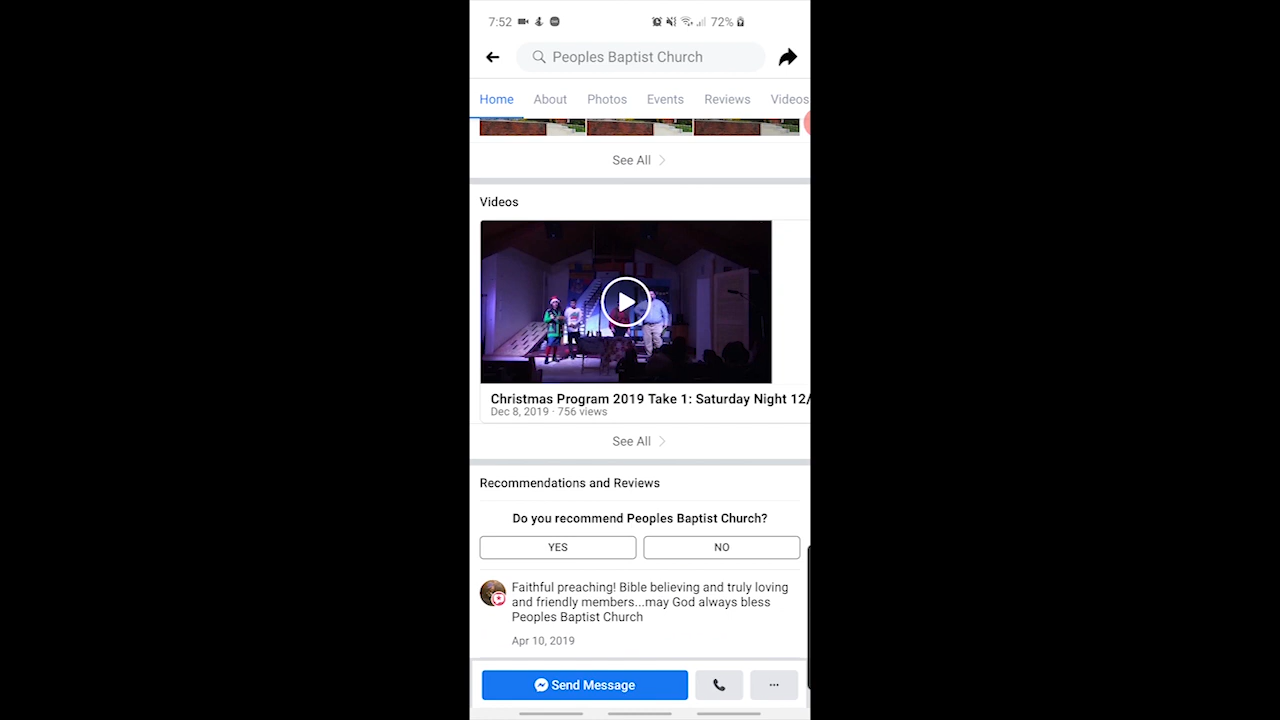 7:52
72%
Peoples Baptist Church
Home About Photos Events Reviews Videos
See All
Videos
Christmas Program 2019 Take 1: Saturday Night 12/
Dec 8, 2019 · 756 views
See All
Recommendations and Reviews
Do you recommend Peoples Baptist Church?
YES NO
Faithful preaching! Bible believing and truly loving
and friendly members...may God always bless
Peoples Baptist Church
Apr 10, 2019
Send Message